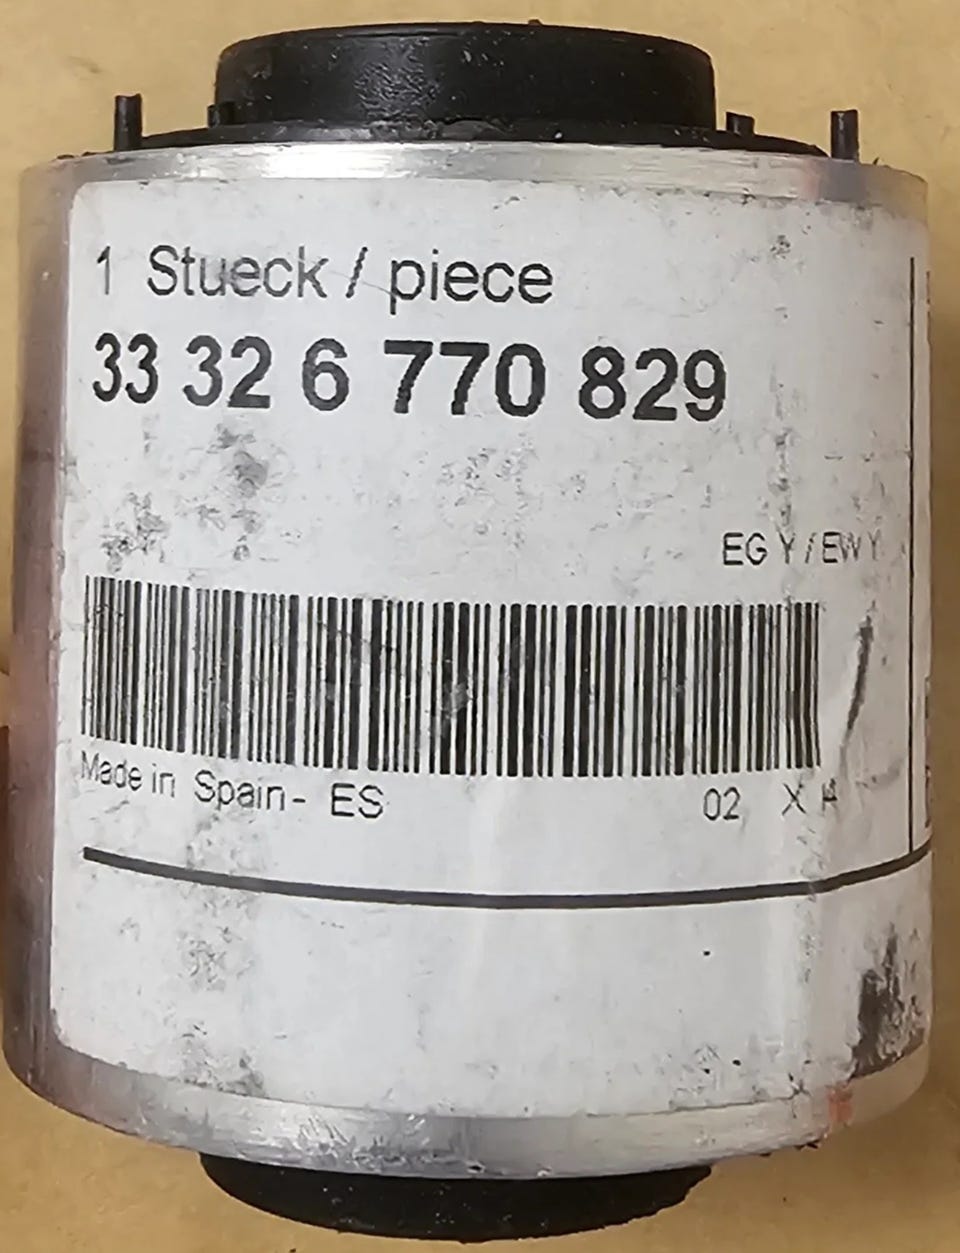 1 Stueck / piece
33 32 6 770 829
EG Y / EW Y
Made in Spain - ES 02 X H